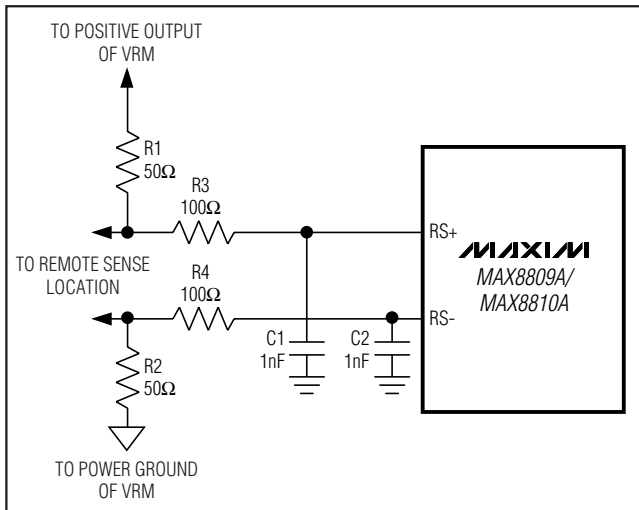 TO POSITIVE OUTPUT
OF VRM
R1
50Ω
R3
100Ω
RS+
TO REMOTE SENSE
LOCATION
MAXIM
MAX8809A/
MAX8810A
R4
100Ω
RS-
C1
1nF
C2
1nF
R2
50Ω
TO POWER GROUND
OF VRM